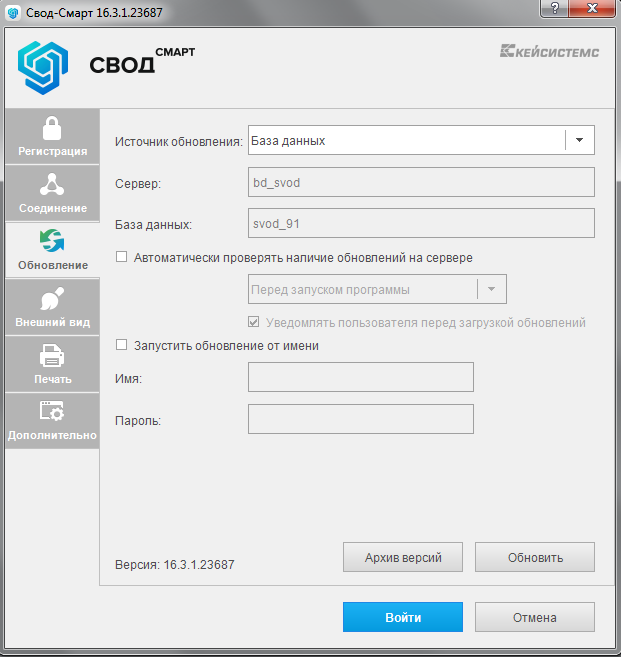 Свод-Смарт 16.3.1.23687
СВОД СМАРТ
КЕЙСИСТЕМС
Регистрация
Соединение
Обновление
Внешний вид
Печать
Дополнительно
Источник обновления: База данных
Сервер: bd_svod
База данных: svod_91
Автоматически проверять наличие обновлений на сервере
Перед запуском программы
Уведомлять пользователя перед загрузкой обновлений
Запустить обновление от имени
Имя:
Пароль:
Версия: 16.3.1.23687
Архив версий
Обновить
Войти
Отмена